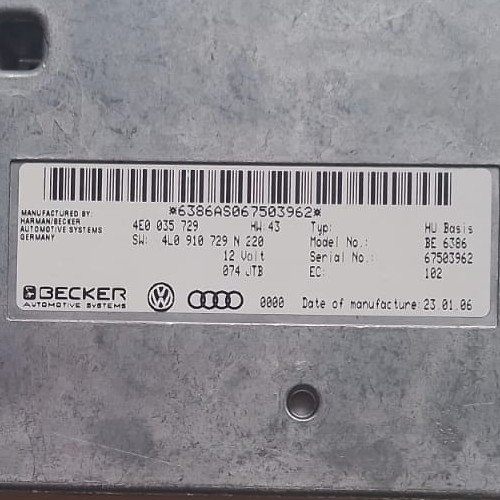 *6386AS067503962*
MANUFACTURED BY:
HARMAN/BECKER
AUTOMOTIVE SYSTEMS
GERMANY
4E0 035 729 HW 43 Typ: HU Basis
SW: 4L0 910 729 N 220 Model No.: BE 6386
12 Volt Serial No.: 67503962
074 JTB EC: 102
BECKER
AUTOMOTIVE SYSTEMS
0000 Date of manufacture: 23.01.06